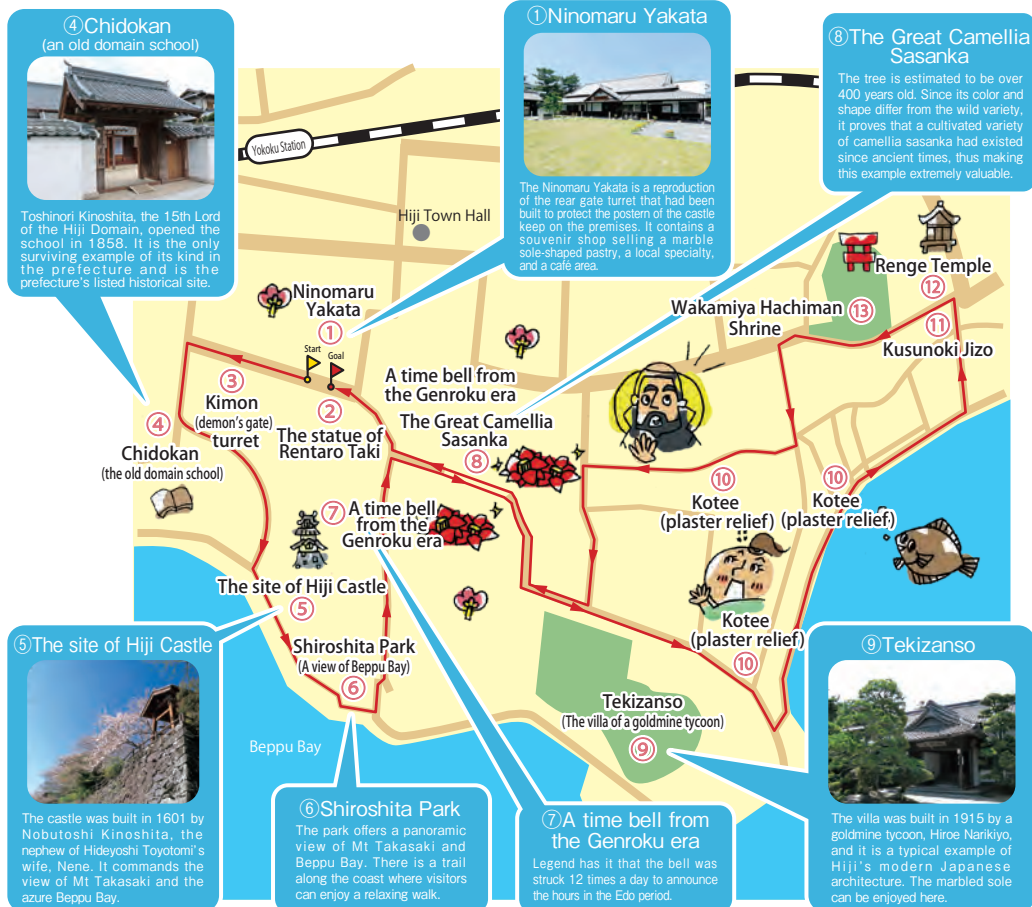 ④Chidokan
(an old domain school)
Toshinori Kinoshita, the 15th Lord
of the Hiji Domain, opened the
school in 1858. It is the only
surviving example of its kind in
the prefecture and is the
prefecture's listed historical site.
①Ninomaru Yakata
The Ninomaru Yakata is a reproduction
of the rear gate turret that had been
built to protect the postern of the castle
keep on the premises. It contains a
souvenir shop selling a marble
sole-shaped pastry, a local specialty,
and a café area.
⑧The Great Camellia
Sasanka
The tree is estimated to be over
400 years old. Since its color and
shape differ from the wild variety,
it proves that a cultivated variety
of camellia sasanka had existed
since ancient times, thus making
this example extremely valuable.
Yokoku Station
Hiji Town Hall
Ninomaru
Yakata
①
Start
Goal
③
Kimon
(demon's gate)
turret
②
The statue of
Rentaro Taki
④
Chidokan
(the old domain school)
A time bell from
the Genroku era
The Great Camellia
Sasanka
⑧
Renge Temple
⑫
Wakamiya Hachiman
Shrine
⑬
⑪
Kusunoki Jizo
⑩
Kotee
(plaster relief)
⑩
Kotee
(plaster relief)
⑦
A time bell
from the
Genroku era
The site of Hiji Castle
⑤
Shiroshita Park
(A view of Beppu Bay)
⑥
Kotee
(plaster relief)
⑩
Tekizanso
(The villa of a goldmine tycoon)
⑨
Beppu Bay
⑤The site of Hiji Castle
The castle was built in 1601 by
Nobutoshi Kinoshita, the
nephew of Hideyoshi Toyotomi's
wife, Nene. It commands the
view of Mt Takasaki and the
azure Beppu Bay.
⑥Shiroshita Park
The park offers a panoramic
view of Mt Takasaki and
Beppu Bay. There is a trail
along the coast where visitors
can enjoy a relaxing walk.
⑦A time bell from
the Genroku era
Legend has it that the bell was
struck 12 times a day to announce
the hours in the Edo period.
⑨Tekizanso
The villa was built in 1915 by a
goldmine tycoon, Hiroe Narikiyo,
and it is a typical example of
Hiji's modern Japanese
architecture. The marbled sole
can be enjoyed here.